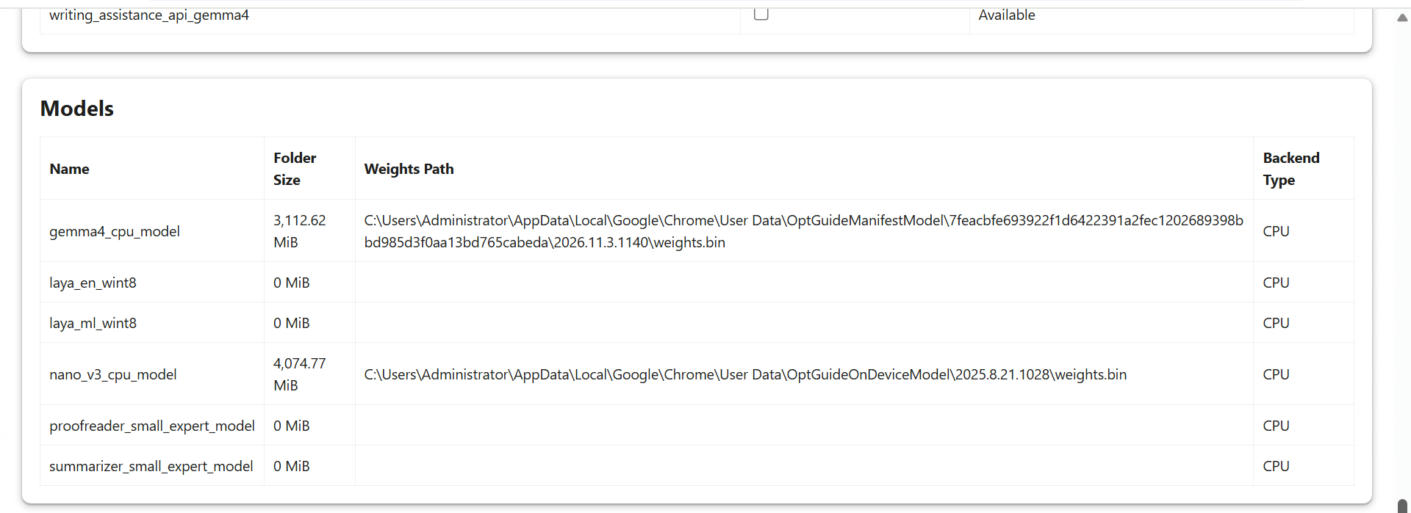 writing_assistance_api_gemma4 Available
Models
Name Folder Size Weights Path Backend Type
gemma4_cpu_model 3,112.62 MiB C:\Users\Administrator\AppData\Local\Google\Chrome\User Data\OptGuideManifestModel\7feacbfe693922f1d6422391a2fec1202689398b
bd985d3f0aa13bd765cabeda\2026.11.3.1140\weights.bin CPU
laya_en_wint8 0 MiB CPU
laya_ml_wint8 0 MiB CPU
nano_v3_cpu_model 4,074.77 MiB C:\Users\Administrator\AppData\Local\Google\Chrome\User Data\OptGuideOnDeviceModel\2025.8.21.1028\weights.bin CPU
proofreader_small_expert_model 0 MiB CPU
summarizer_small_expert_model 0 MiB CPU